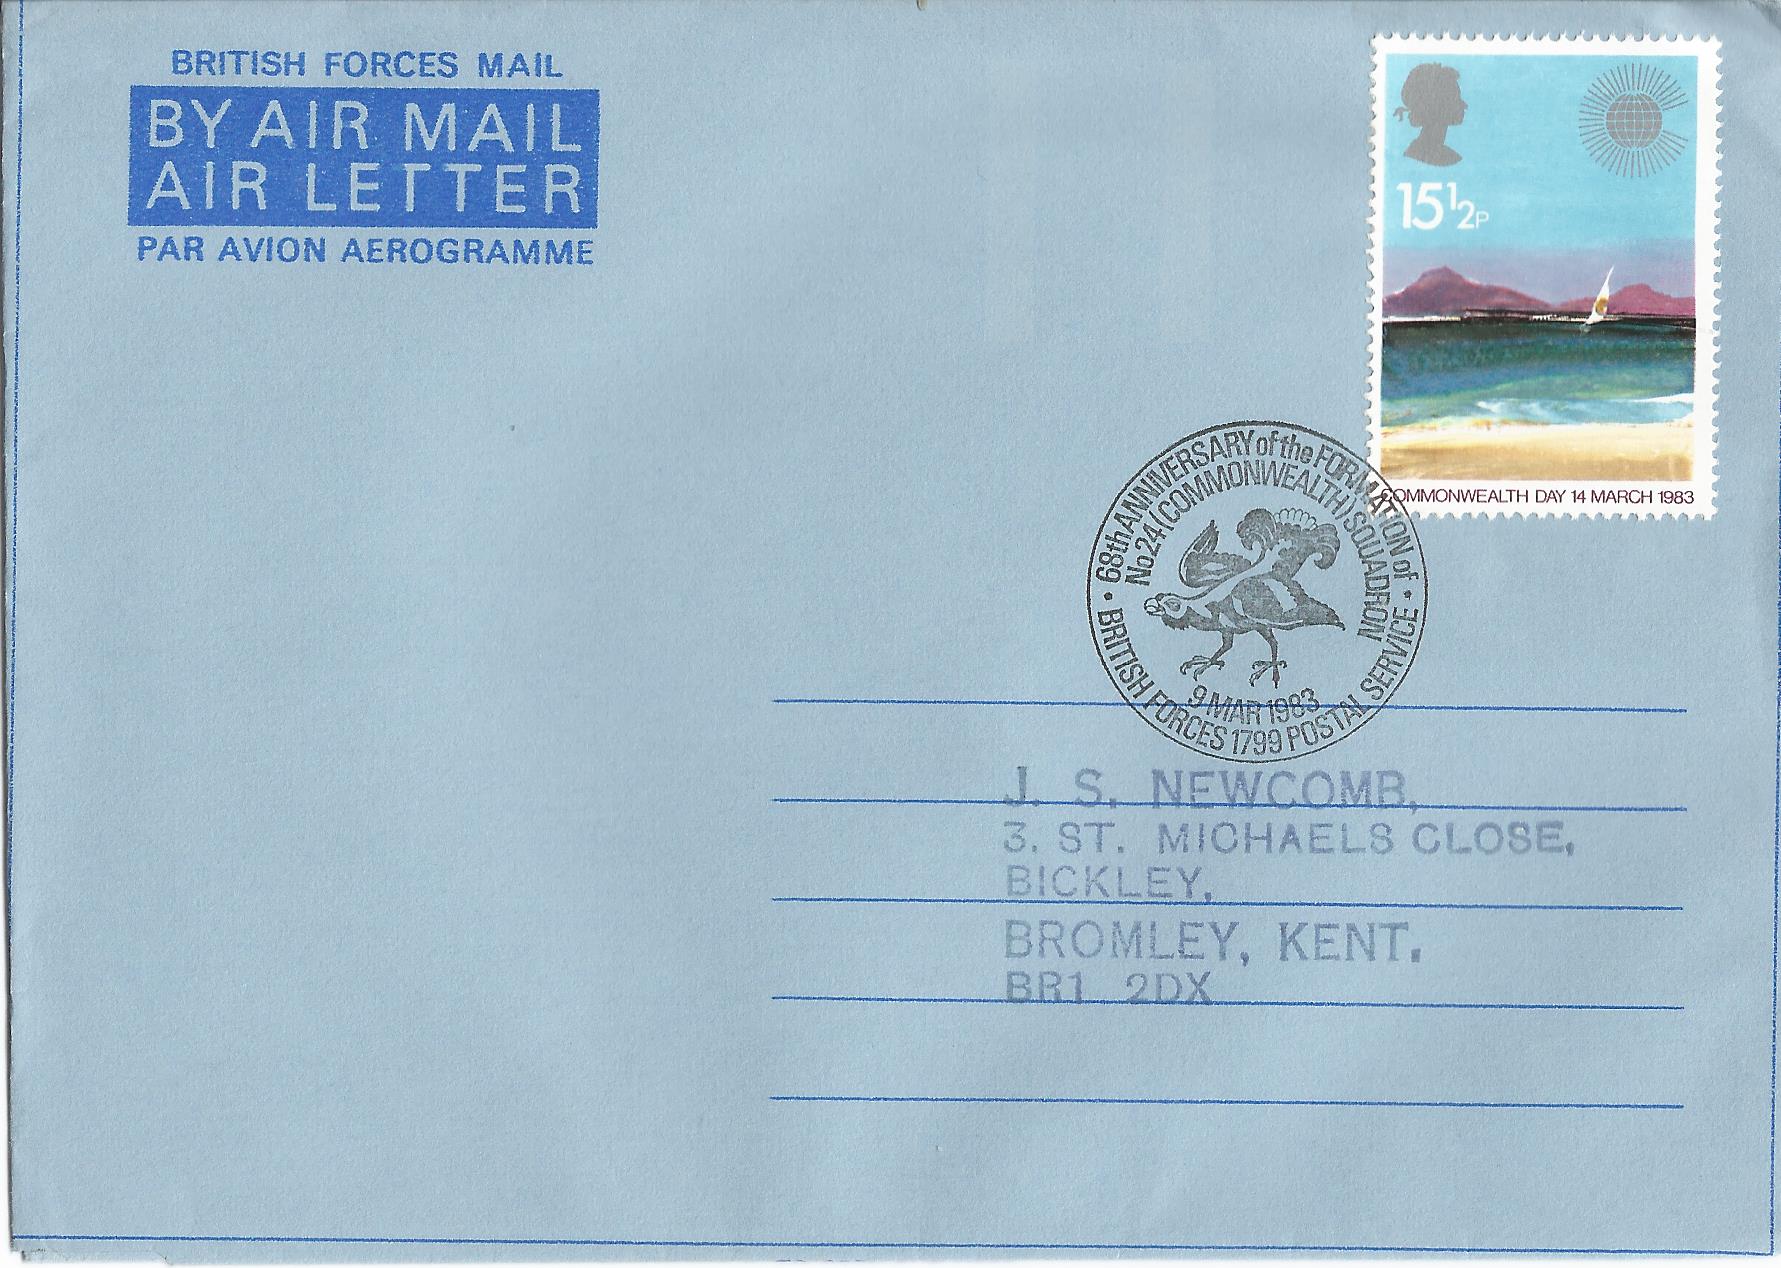 BRITISH FORCES MAIL
BY AIR MAIL
AIR LETTER
PAR AVION AEROGRAMME
15½P
COMMONWEALTH DAY 14 MARCH 1983
68th ANNIVERSARY of the FORMATION of
No 24 (COMMONWEALTH) SQUADRON
9 MAR 1983
BRITISH FORCES 1799 POSTAL SERVICE
J. S. NEWCOMB,
3. ST. MICHAELS CLOSE,
BICKLEY,
BROMLEY, KENT.
BR1 2DX